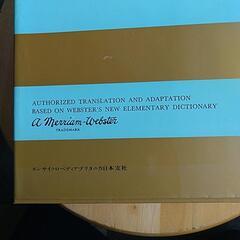 AUTHORIZED TRANSLATION AND ADAPTATION
BASED ON WEBSTER'S NEW ELEMENTARY DICTIONARY
A Merriam-Webster
TRADEMARK
エンサイクロペディアブリタニカ日本支社